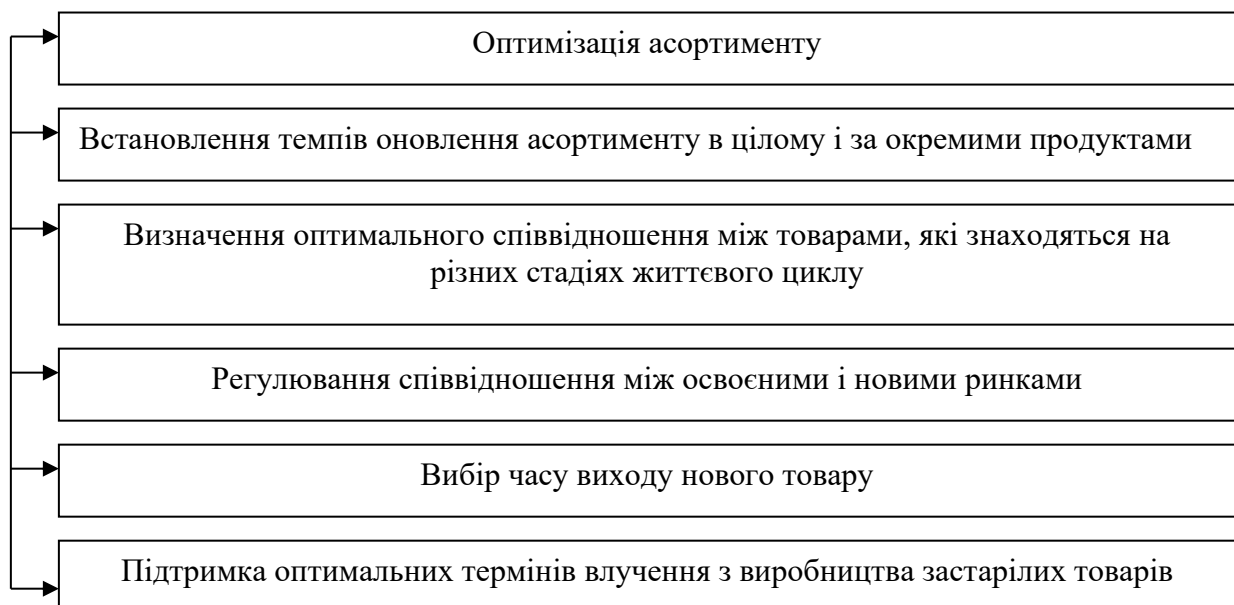 Оптимізація асортименту
Встановлення темпів оновлення асортименту в цілому і за окремими продуктами
Визначення оптимального співвідношення між товарами, які знаходяться на
різних стадіях життєвого циклу
Регулювання співвідношення між освоєними і новими ринками
Вибір часу виходу нового товару
Підтримка оптимальних термінів влучення з виробництва застарілих товарів